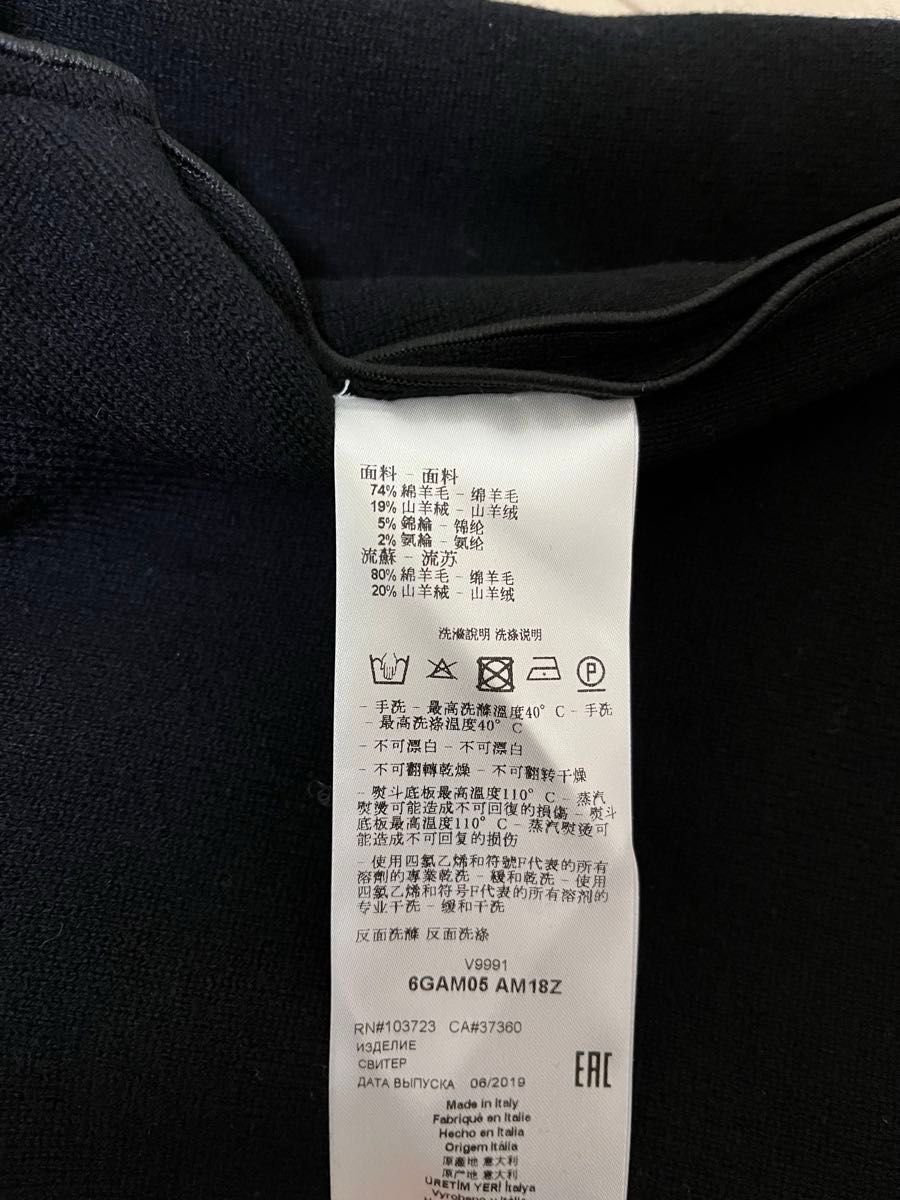 面料 - 面料
74% 綿羊毛 - 绵羊毛
19% 山羊絨 - 山羊绒
5% 錦綸 - 锦纶
2% 氨綸 - 氨纶
流蘇 - 流苏
80% 綿羊毛 - 绵羊毛
20% 山羊絨 - 山羊绒
洗滌說明 洗涤说明
P
- 手洗 - 最高洗滌溫度40° C - 手洗
- 最高洗涤温度40° C
- 不可漂白 - 不可漂白
- 不可翻轉乾燥 - 不可翻转干燥
- 熨斗底板最高溫度110° C - 蒸汽
熨燙可能造成不可回復的損傷 - 熨斗
底板最高温度110° C - 蒸汽熨烫可
能造成不可回复的损伤
- 使用四氯乙烯和符號F代表的所有
溶劑的專業乾洗 - 緩和乾洗 - 使用
四氯乙烯和符号F代表的所有溶剂的
专业干洗 - 缓和干洗
反面洗滌 反面洗涤
V9991
6GAM05 AM18Z
RN#103723 CA#37360
ИЗДЕЛИЕ
СВИТЕР
ДАТА ВЫПУСКА 06/2019
EAC
Made in Italy
Fabriqué en Italie
Hecho en Italia
Origem Itália
原產地 意大利
原产地 意大利
ÜRETİM YERİ İtalya
Vyrobeno v Itálii